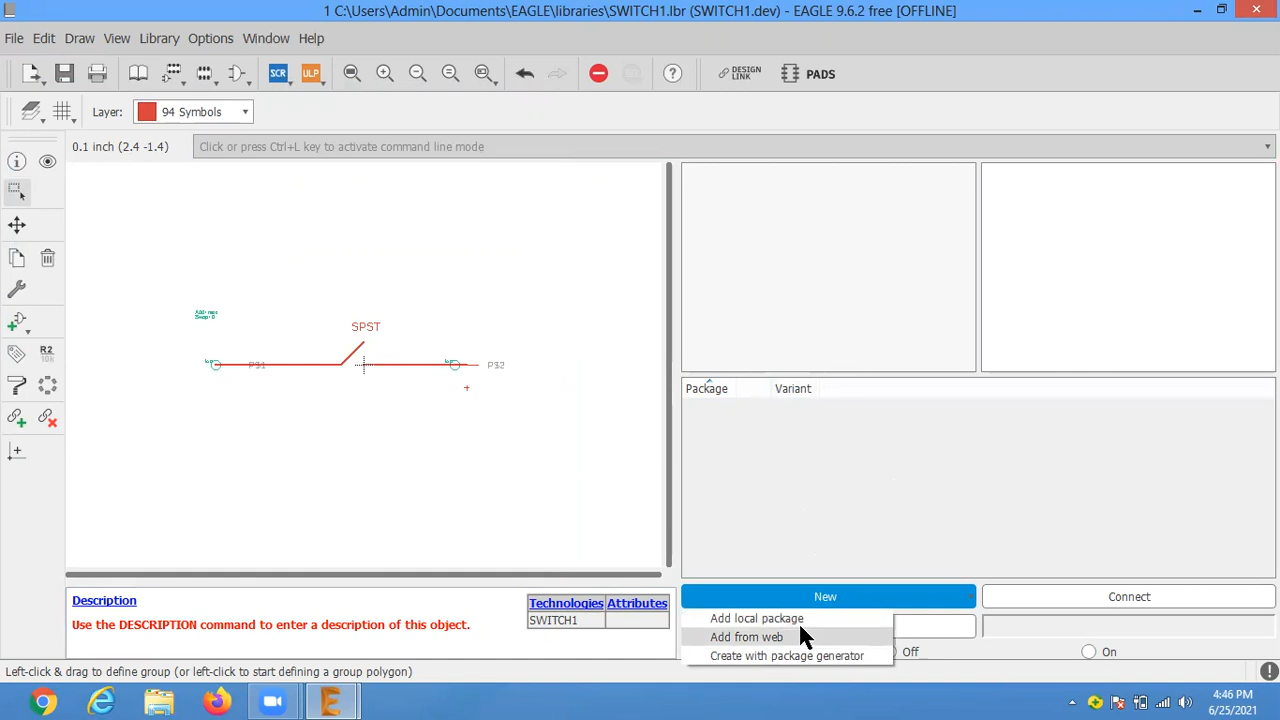 1 C:\Users\Admin\Documents\EAGLE\libraries\SWITCH1.lbr (SWITCH1.dev) - EAGLE 9.6.2 free [OFFLINE]
File Edit Draw View Library Options Window Help
SCR ULP DESIGN LINK PADS
Layer: 94 Symbols
0.1 inch (2.4 -1.4) Click or press Ctrl+L key to activate command line mode
R2
10k
SPST
P$1 P$2
Package Variant
New Connect
Add local package
Add from web
Create with package generator
Off On
Description
Use the DESCRIPTION command to enter a description of this object.
Technologies Attributes
SWITCH1
Left-click & drag to define group (or left-click to start defining a group polygon)
4:46 PM
6/25/2021